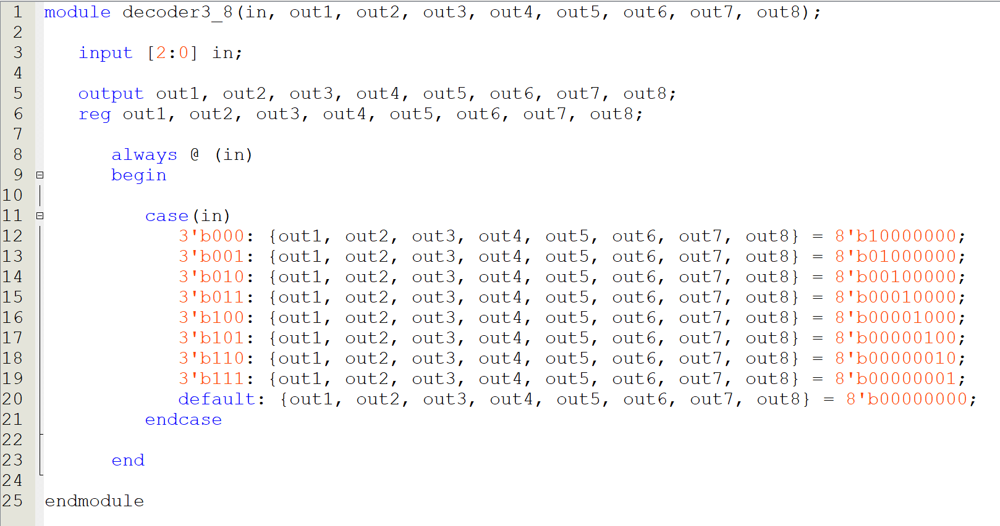 1 module decoder3_8(in, out1, out2, out3, out4, out5, out6, out7, out8);
2
3 input [2:0] in;
4
5 output out1, out2, out3, out4, out5, out6, out7, out8;
6 reg out1, out2, out3, out4, out5, out6, out7, out8;
7
8 always @ (in)
9 begin
10
11 case(in)
12 3'b000: {out1, out2, out3, out4, out5, out6, out7, out8} = 8'b10000000;
13 3'b001: {out1, out2, out3, out4, out5, out6, out7, out8} = 8'b01000000;
14 3'b010: {out1, out2, out3, out4, out5, out6, out7, out8} = 8'b00100000;
15 3'b011: {out1, out2, out3, out4, out5, out6, out7, out8} = 8'b00010000;
16 3'b100: {out1, out2, out3, out4, out5, out6, out7, out8} = 8'b00001000;
17 3'b101: {out1, out2, out3, out4, out5, out6, out7, out8} = 8'b00000100;
18 3'b110: {out1, out2, out3, out4, out5, out6, out7, out8} = 8'b00000010;
19 3'b111: {out1, out2, out3, out4, out5, out6, out7, out8} = 8'b00000001;
20 default: {out1, out2, out3, out4, out5, out6, out7, out8} = 8'b00000000;
21 endcase
22
23 end
24
25 endmodule